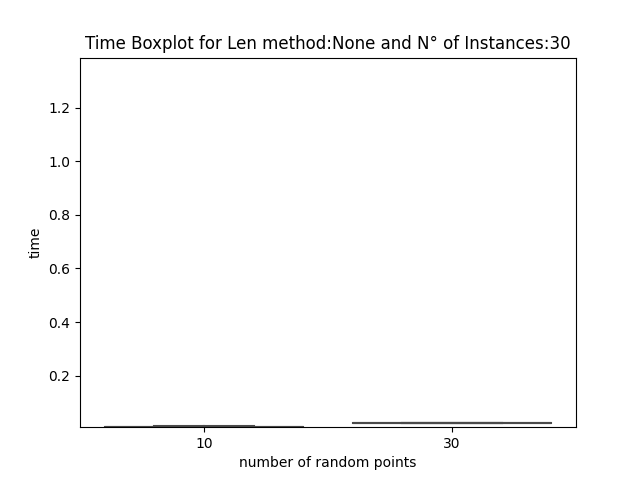 Time Boxplot for Len method:None and N° of Instances:30
1.2
1.0
0.8
time
0.6
0.4
0.2
10 30
number of random points